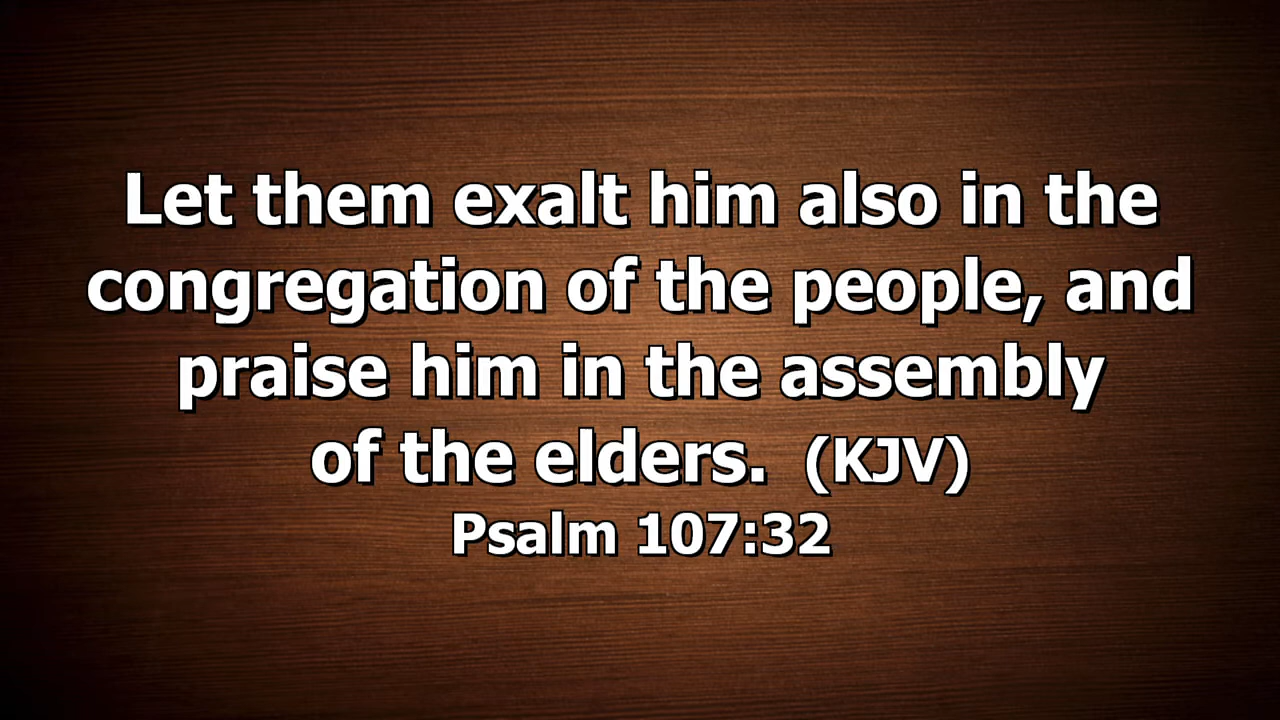 Let them exalt him also in the
congregation of the people, and
praise him in the assembly
of the elders.  (KJV)
Psalm 107:32